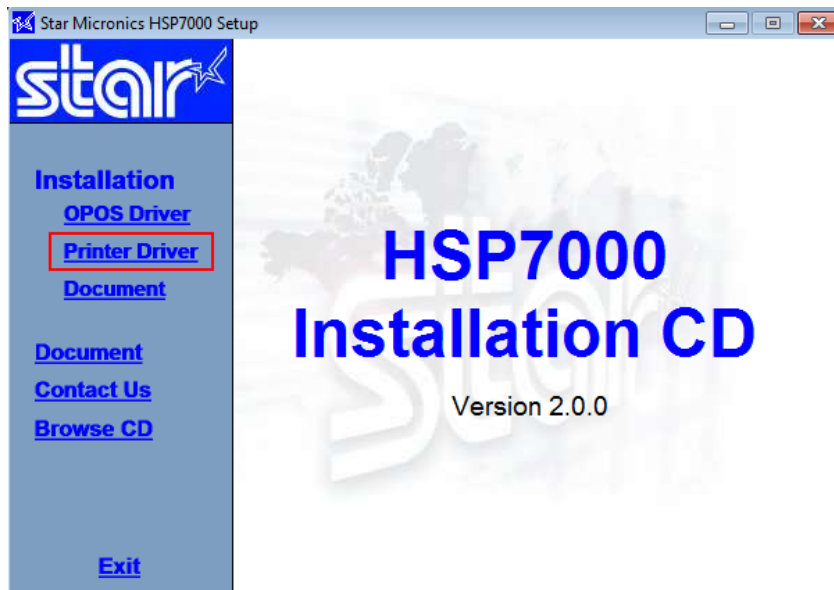 Star Micronics HSP7000 Setup
star
Installation
OPOS Driver
Printer Driver
Document
Document
Contact Us
Browse CD
Exit
HSP7000
Installation CD
Version 2.0.0
star